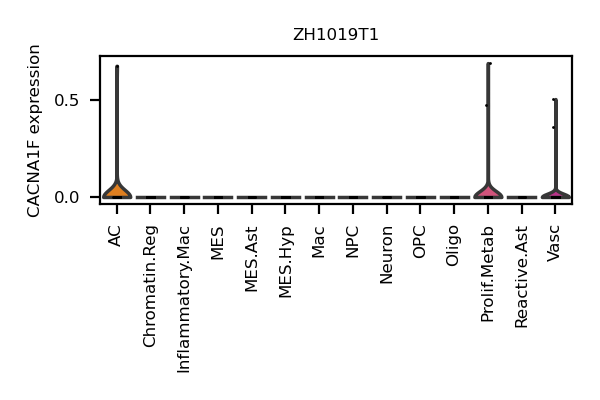 ZH1019T1
CACNA1F expression
0.5
0.0
AC
Chromatin.Reg
Inflammatory.Mac
MES
MES.Ast
MES.Hyp
Mac
NPC
Neuron
OPC
Oligo
Prolif.Metab
Reactive.Ast
Vasc